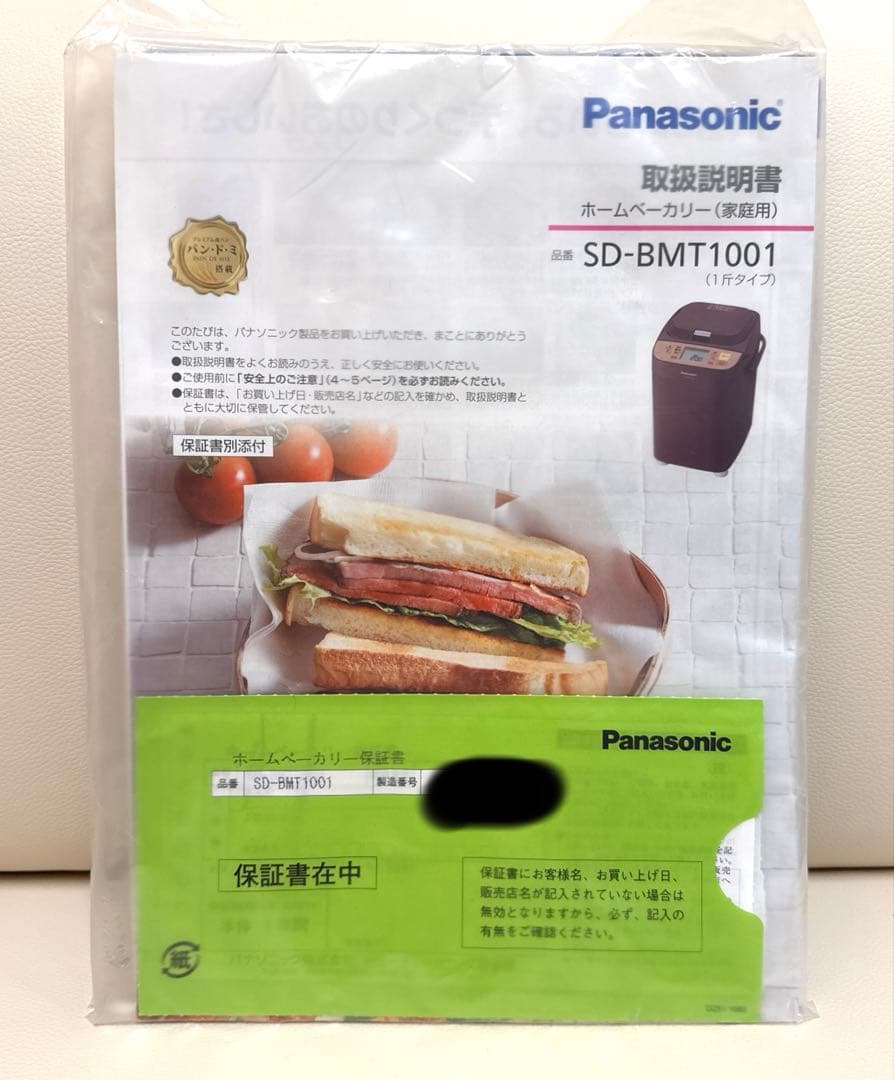 Panasonic
取扱説明書
ホームベーカリー(家庭用)
品番 SD-BMT1001
(1斤タイプ)
プレミアム食パン
パン・ド・ミ
PAIN DE MIE
搭載
このたびは、パナソニック製品をお買い上げいただき、まことにありがとう
ございます。
●取扱説明書をよくお読みのうえ、正しく安全にお使いください。
●ご使用前に「安全上のご注意」(4〜5ページ)を必ずお読みください。
●保証書は、「お買い上げ日・販売店名」などの記入を確かめ、取扱説明書と
ともに大切に保管してください。
保証書別添付
Panasonic
ホームベーカリー保証書
品番 SD-BMT1001 製造番号
保証書在中
保証書にお客様名、お買い上げ日、
販売店名が記入されていない場合は
無効となりますから、必ず、記入の
有無をご確認ください。
紙